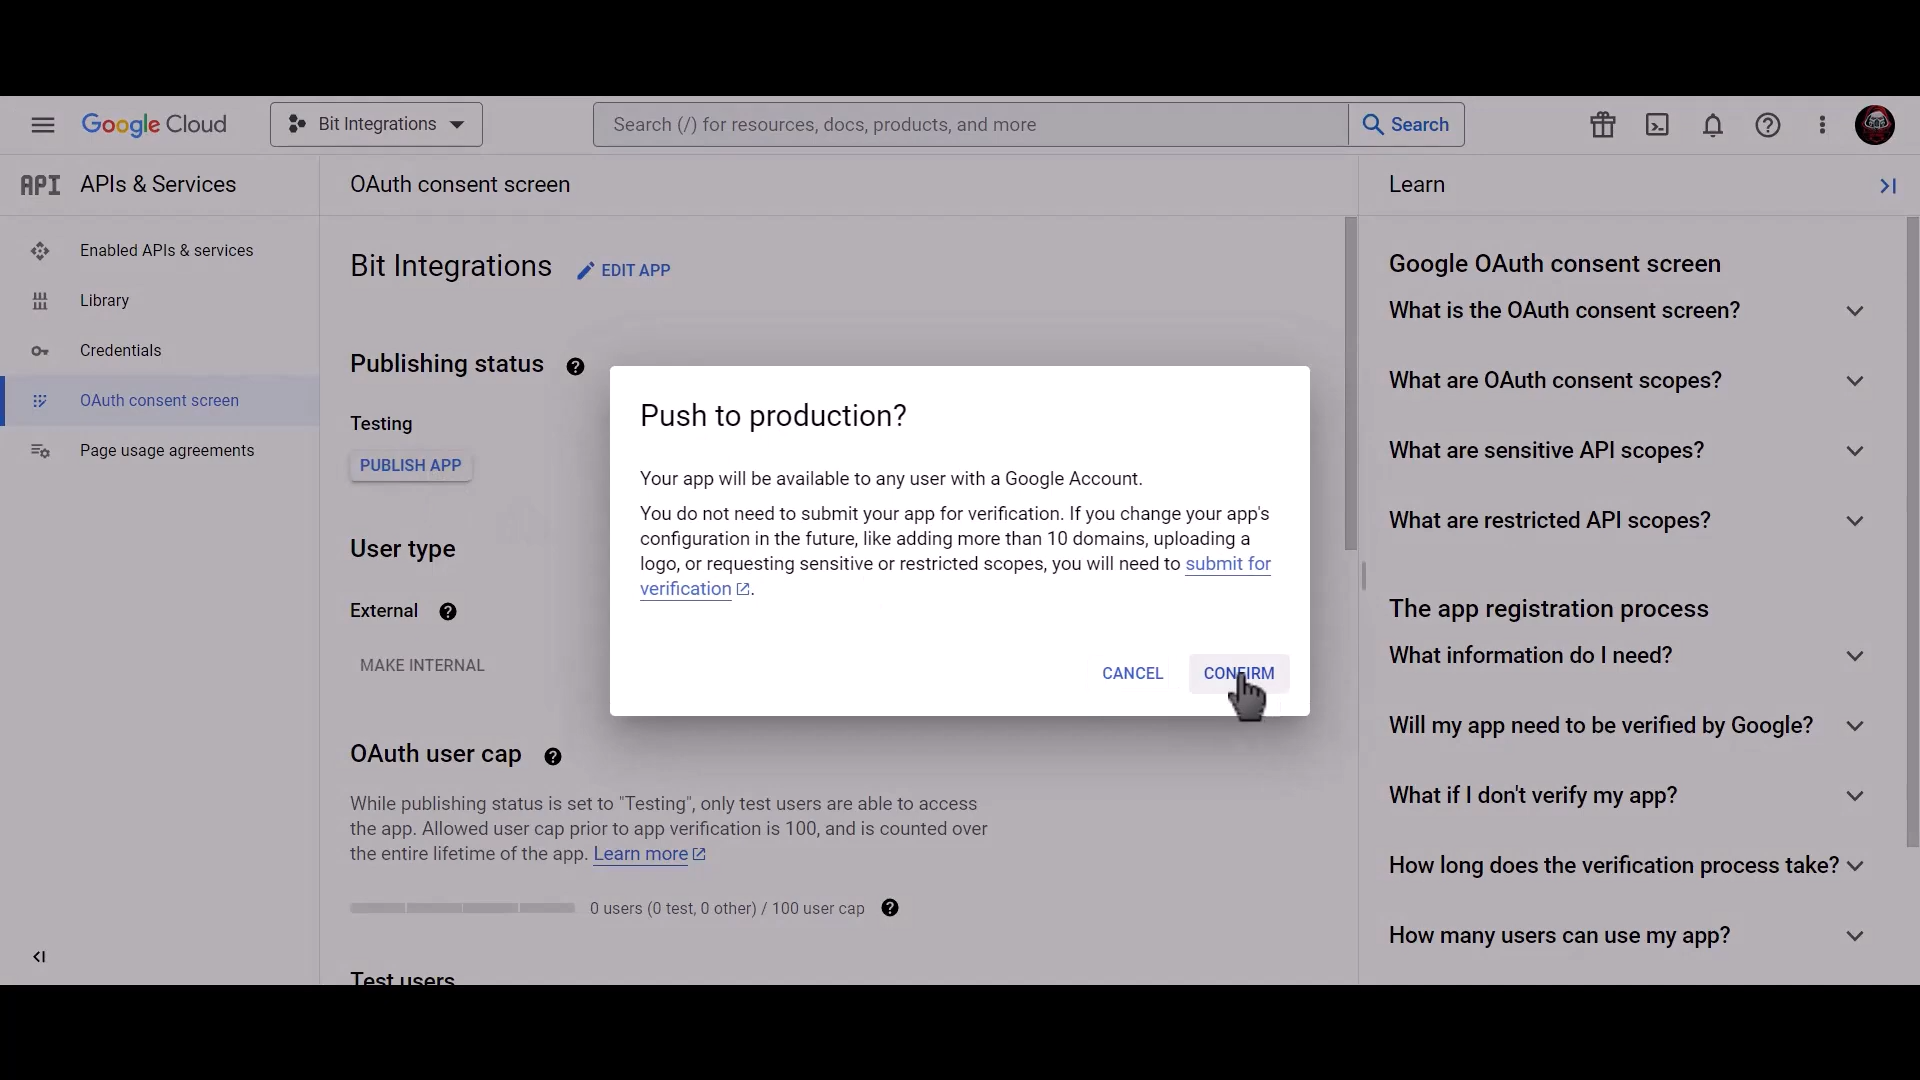 Google Cloud
Bit Integrations
Search (/) for resources, docs, products, and more
Search
API
APIs & Services
OAuth consent screen
Learn
Enabled APIs & services
Library
Credentials
OAuth consent screen
Page usage agreements
Bit Integrations
EDIT APP
Publishing status
Testing
PUBLISH APP
User type
External
MAKE INTERNAL
OAuth user cap
While publishing status is set to "Testing", only test users are able to access
the app. Allowed user cap prior to app verification is 100, and is counted over
the entire lifetime of the app. Learn more
0 users (0 test, 0 other) / 100 user cap
Test users
Push to production?
Your app will be available to any user with a Google Account.
You do not need to submit your app for verification. If you change your app's
configuration in the future, like adding more than 10 domains, uploading a
logo, or requesting sensitive or restricted scopes, you will need to submit for
verification.
CANCEL
CONFIRM
Google OAuth consent screen
What is the OAuth consent screen?
What are OAuth consent scopes?
What are sensitive API scopes?
What are restricted API scopes?
The app registration process
What information do I need?
Will my app need to be verified by Google?
What if I don't verify my app?
How long does the verification process take?
How many users can use my app?